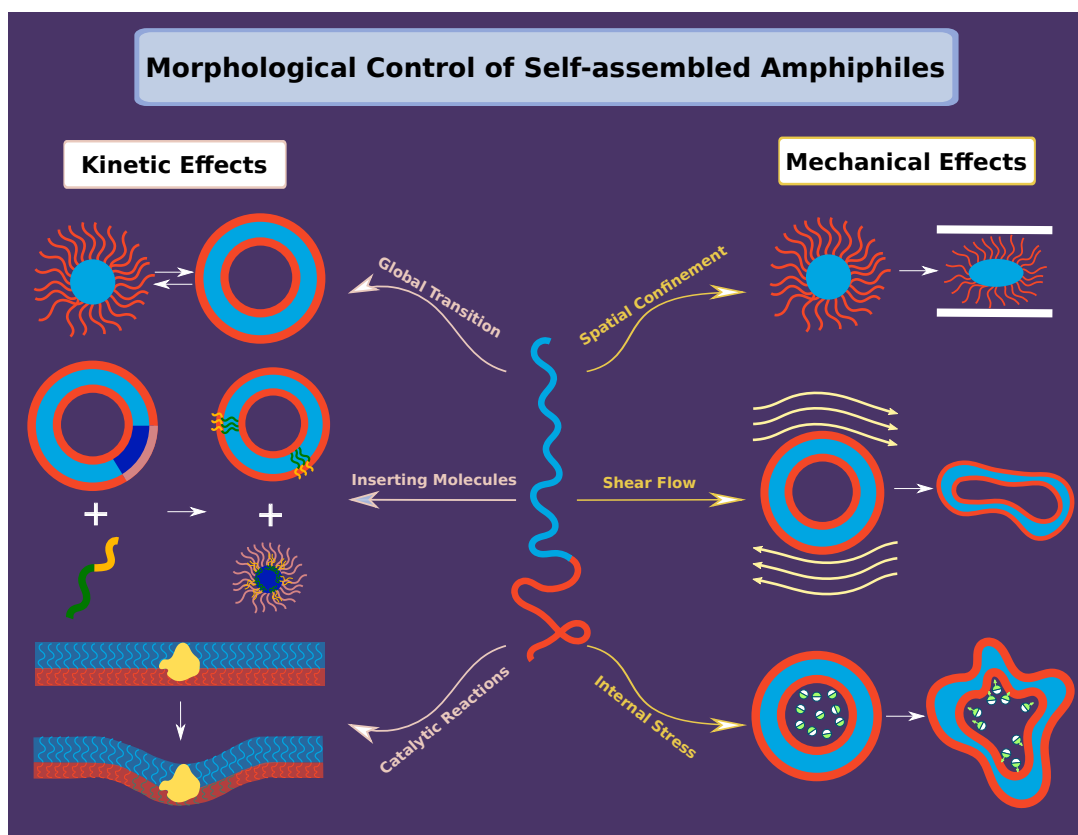 Morphological Control of Self-assembled Amphiphiles
Kinetic Effects
Mechanical Effects
Global Transition
Spatial Confinement
Inserting Molecules
Shear Flow
Catalytic Reactions
Internal Stress
+
+